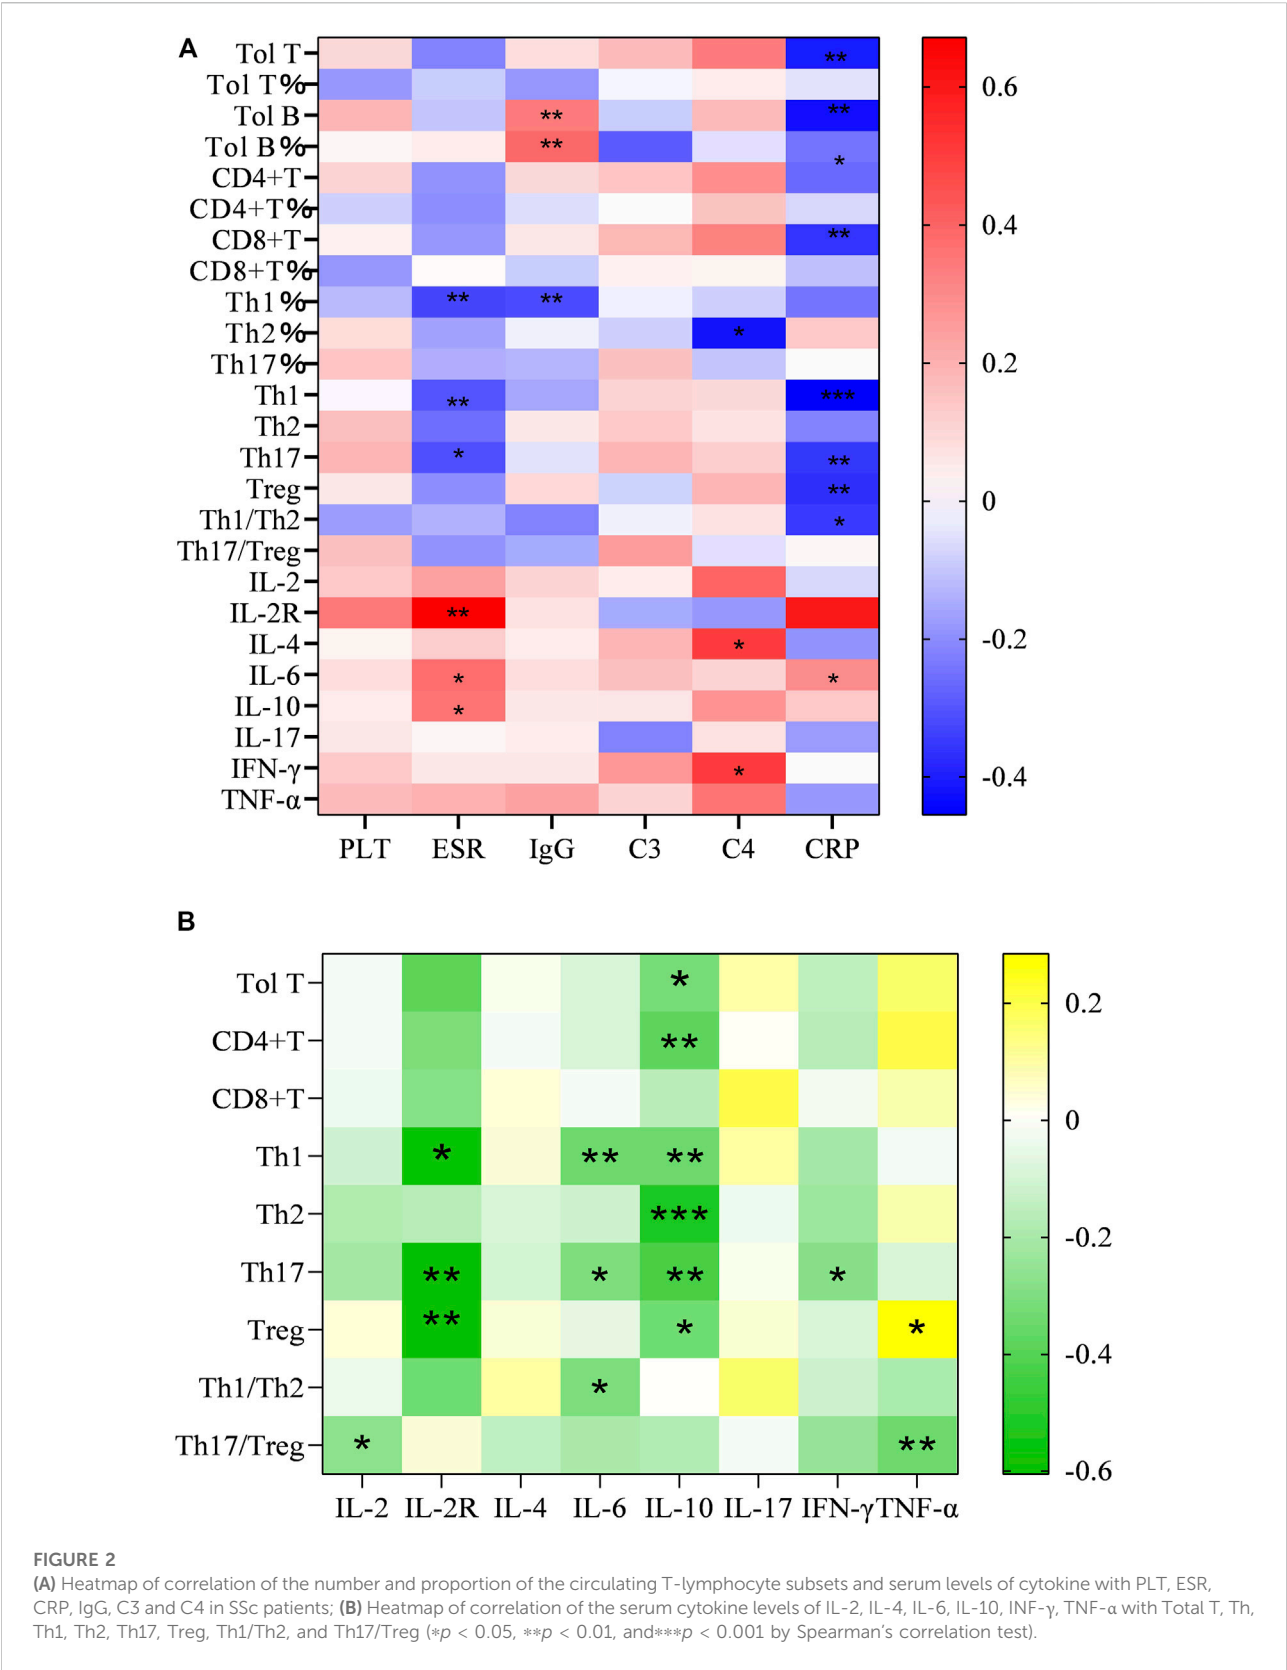 A
Tol T
Tol T%
Tol B
Tol B%
CD4+T
CD4+T%
CD8+T
CD8+T%
Th1%
Th2%
Th17%
Th1
Th2
Th17
Treg
Th1/Th2
Th17/Treg
IL-2
IL-2R
IL-4
IL-6
IL-10
IL-17
IFN-γ
TNF-α
**
**
**
**
*
**
** **
*
***
**
* **
**
*
**
*
* *
*
*
PLT ESR IgG C3 C4 CRP
0.6
0.4
0.2
0
-0.2
-0.4
B
Tol T
CD4+T
CD8+T
Th1
Th2
Th17
Treg
Th1/Th2
Th17/Treg
*
**
* ** **
***
** * ** *
** * *
*
* **
IL-2 IL-2R IL-4 IL-6 IL-10 IL-17 IFN-γ TNF-α
0.2
0
-0.2
-0.4
-0.6
FIGURE 2
(A) Heatmap of correlation of the number and proportion of the circulating T-lymphocyte subsets and serum levels of cytokine with PLT, ESR,
CRP, IgG, C3 and C4 in SSc patients; (B) Heatmap of correlation of the serum cytokine levels of IL-2, IL-4, IL-6, IL-10, INF-γ, TNF-α with Total T, Th,
Th1, Th2, Th17, Treg, Th1/Th2, and Th17/Treg (∗p < 0.05, ∗∗p < 0.01, and∗∗∗p < 0.001 by Spearman's correlation test).